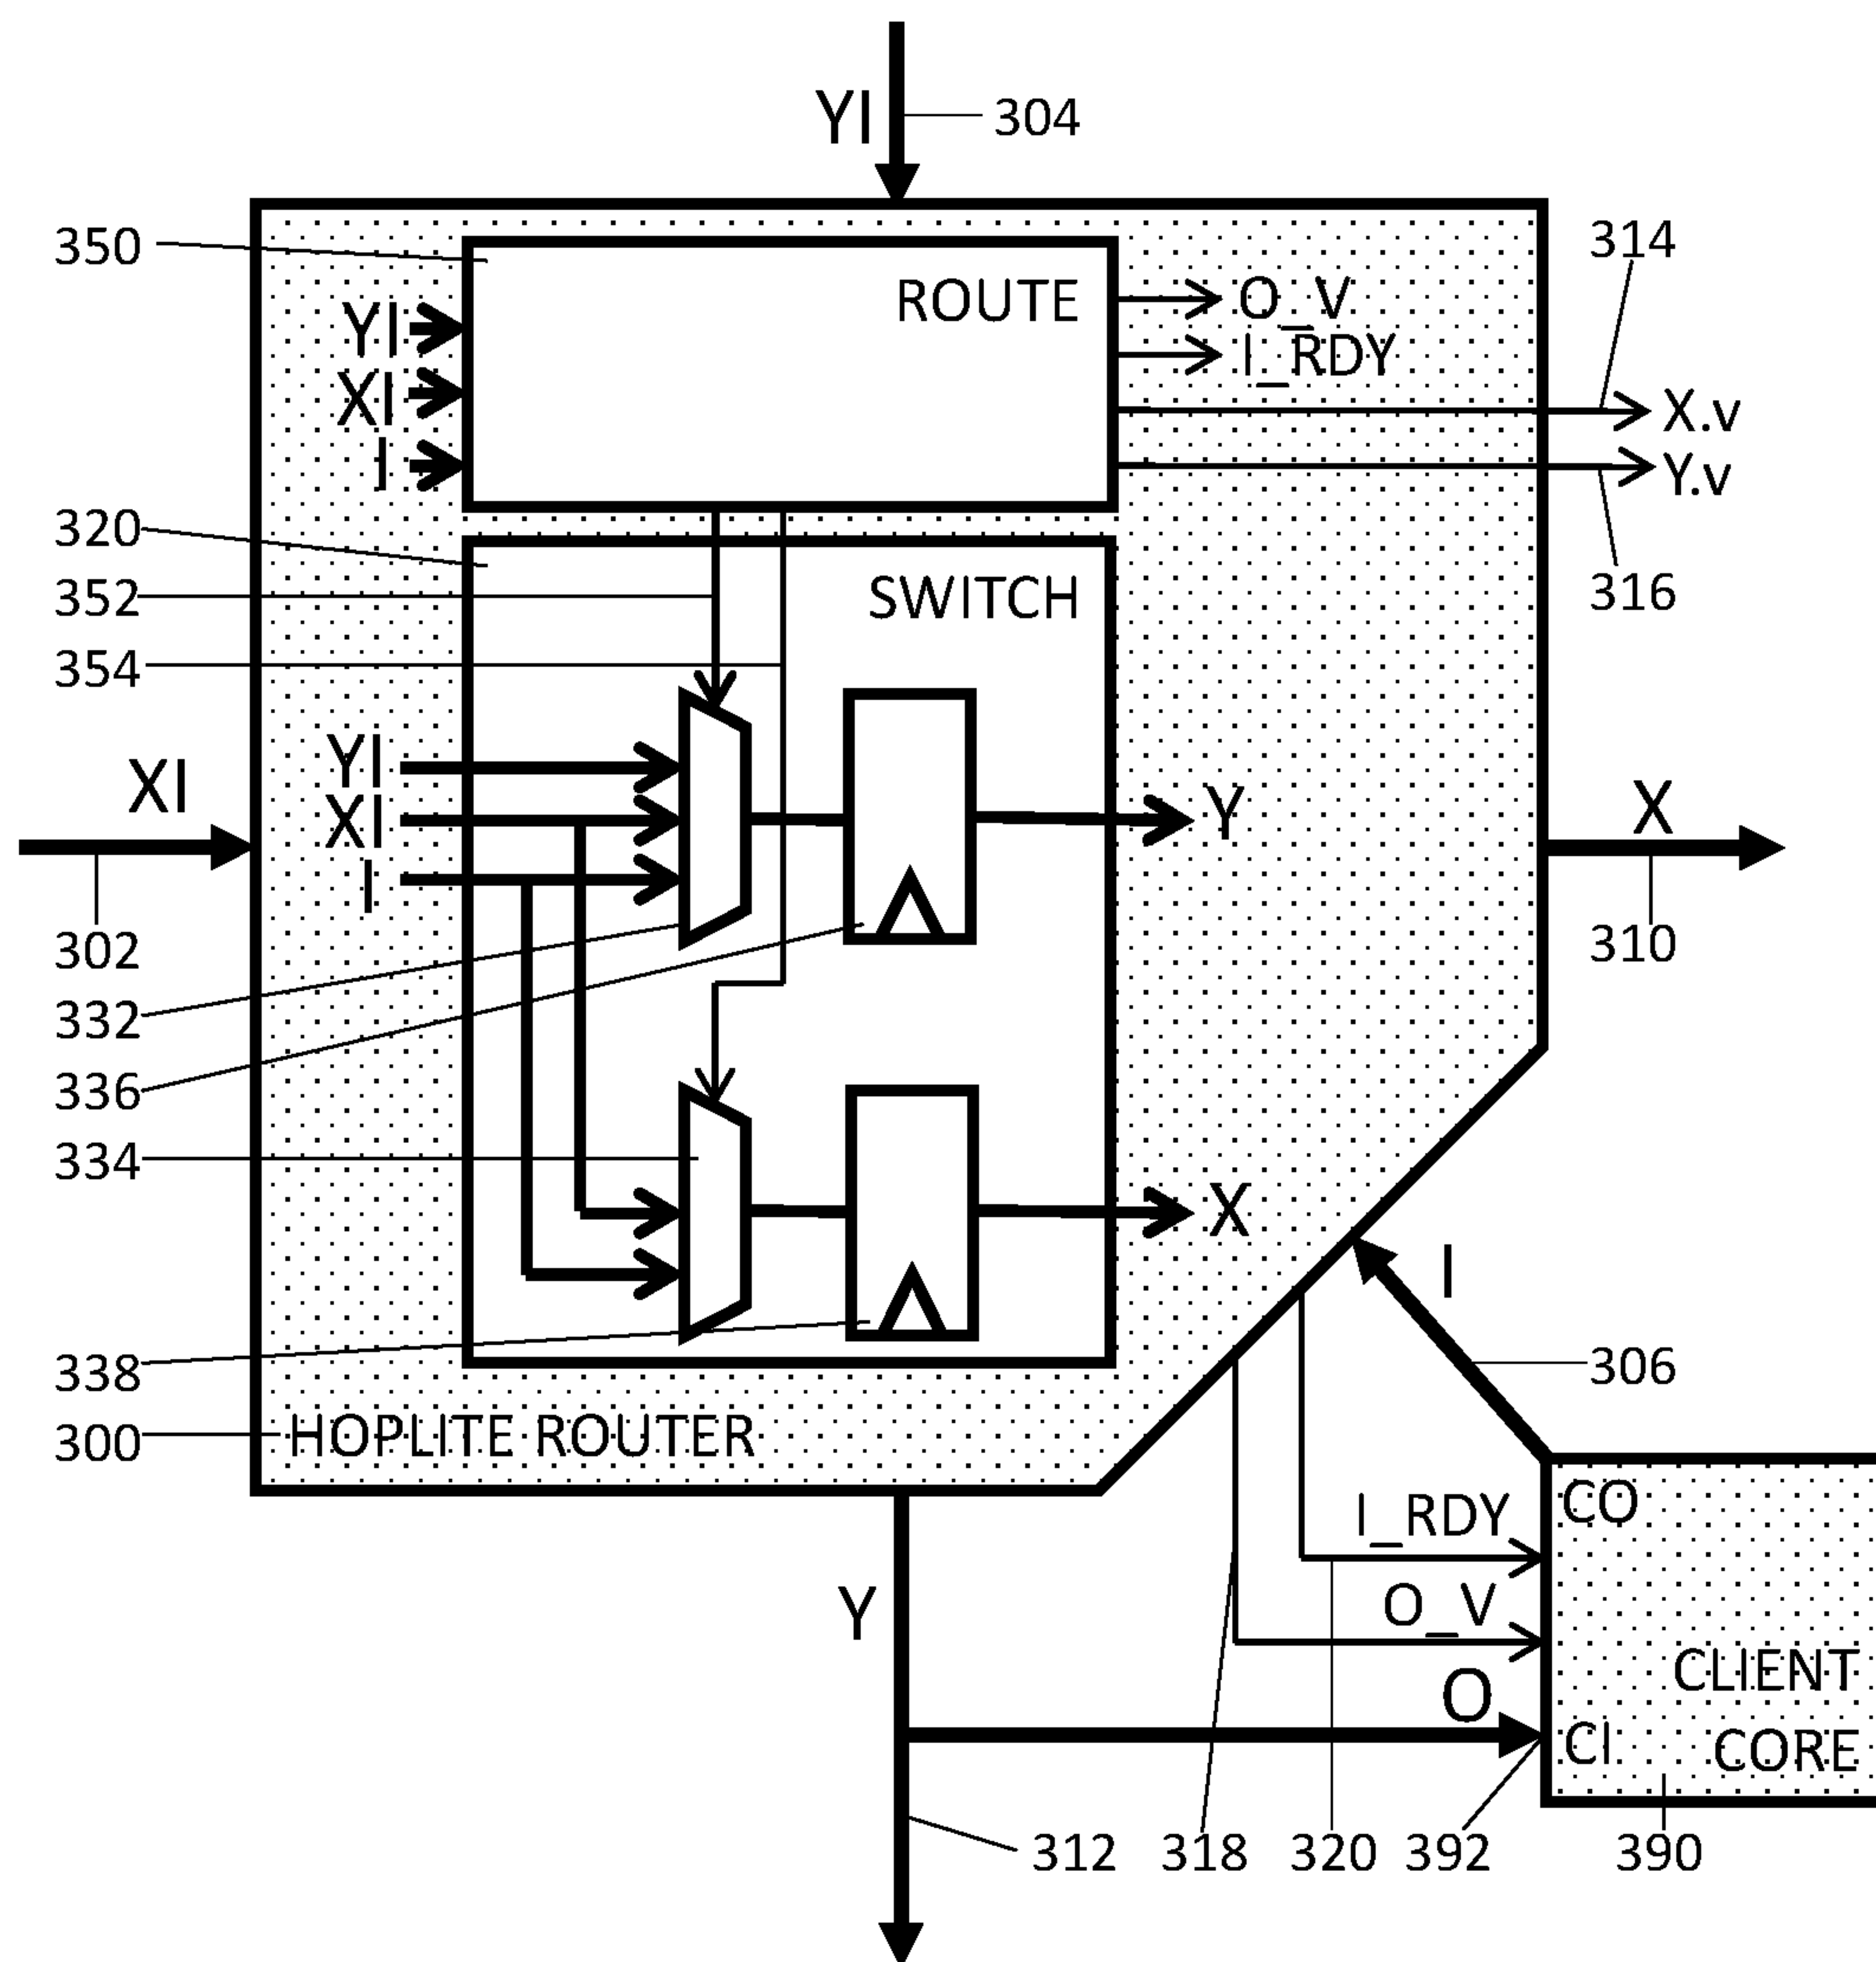 YI
304
350
ROUTE
O_V
314
YI
I_RDY
XI
X.v
I
Y.v
320
352
SWITCH
316
354
YI
XI
XI
Y
X
I
302
310
332
336
334
X
I
338
306
300
HOPLITE ROUTER
CO
I_RDY
Y
O_V
CLIENT
O
CI
CORE
312
318
320
392
390